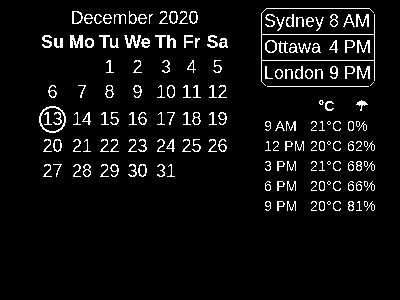 December 2020
Su Mo Tu We Th Fr Sa
1 2 3 4 5
6 7 8 9 10 11 12
13 14 15 16 17 18 19
20 21 22 23 24 25 26
27 28 29 30 31
Sydney 8 AM
Ottawa 4 PM
London 9 PM
°C ☂
9 AM 21°C 0%
12 PM 20°C 62%
3 PM 21°C 68%
6 PM 20°C 66%
9 PM 20°C 81%